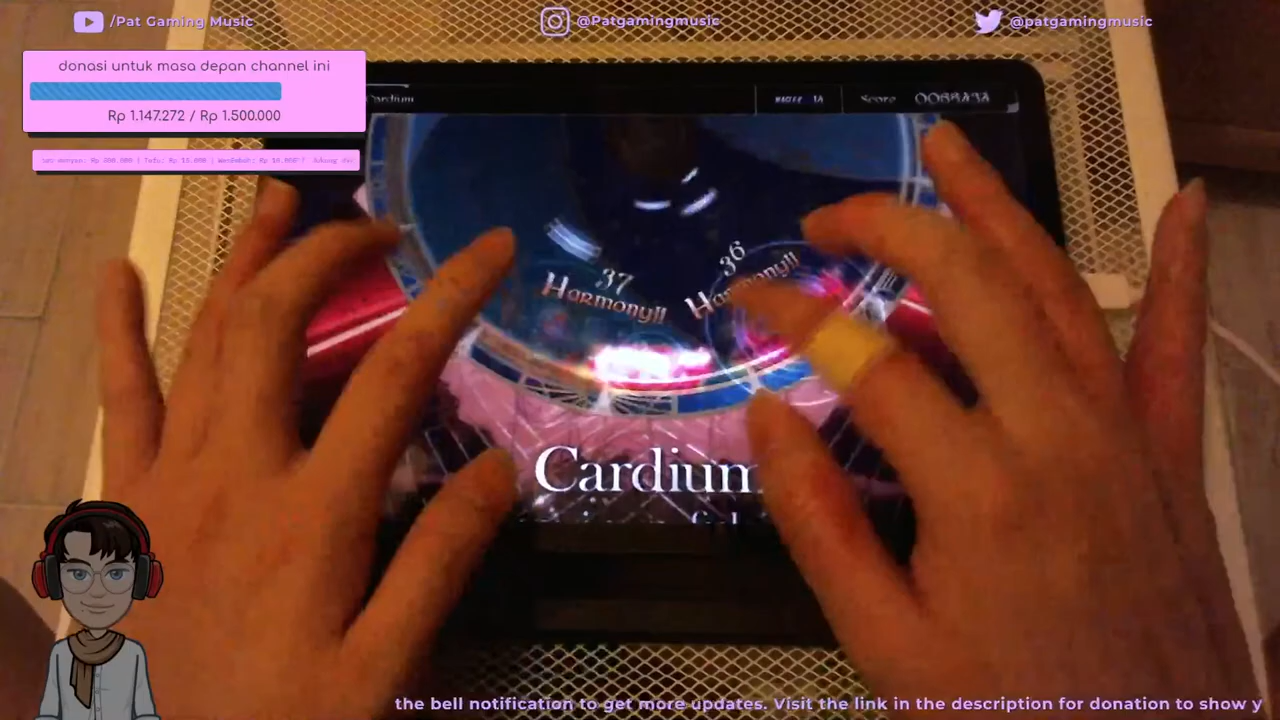 /Pat Gaming Music
@Patgamingmusic
@patgamingmusic
donasi untuk masa depan channel ini
Rp 1.147.272 / Rp 1.500.000
Cardium
Score
37
Harmony!!
36
Harmony!!
Cardium
the bell notification to get more updates. Visit the link in the description for donation to show y